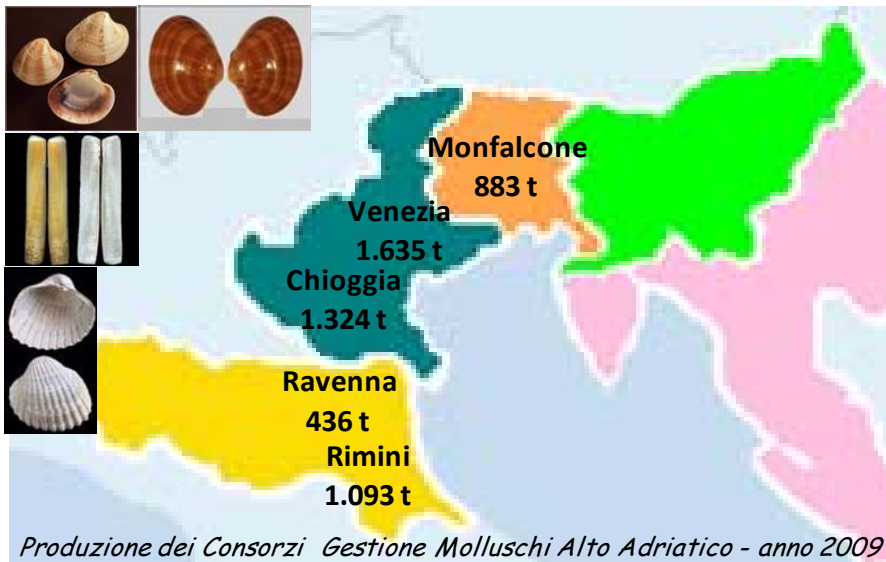 Monfalcone
883 t
Venezia
1.635 t
Chioggia
1.324 t
Ravenna
436 t
Rimini
1.093 t
Produzione dei Consorzi Gestione Molluschi Alto Adriatico - anno 2009